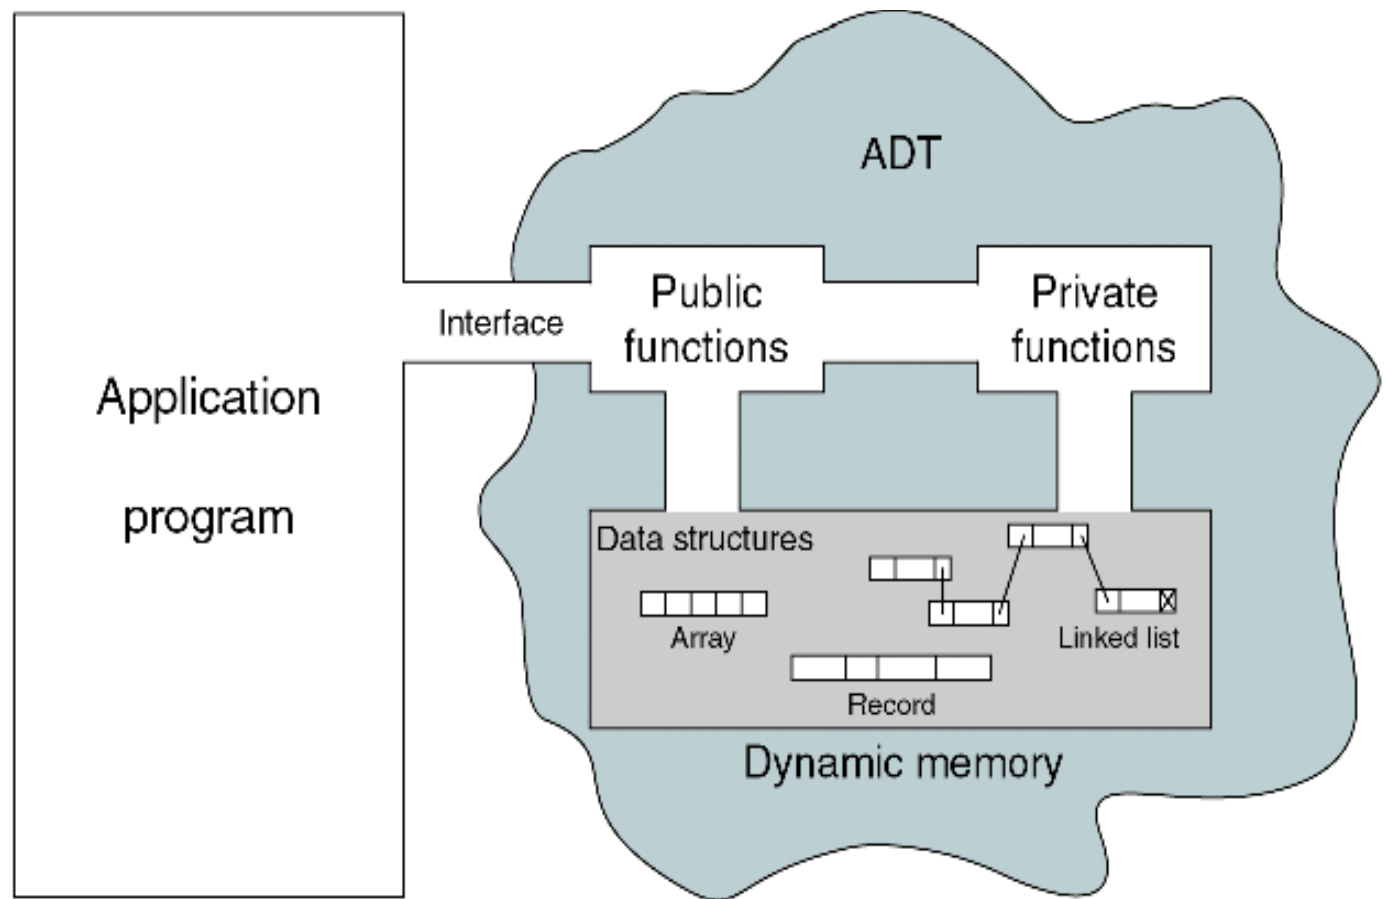 ADT
Application
program
Interface
Public
functions
Private
functions
Data structures
Array
Linked list
Record
Dynamic memory